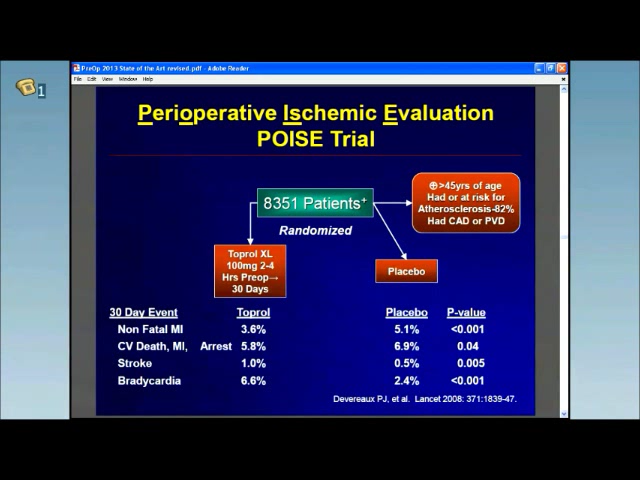 1
PreOp 2013 State of the Art revised.pdf - Adobe Reader
File Edit View Window Help
Perioperative Ischemic Evaluation
POISE Trial
8351 Patients+
Randomized
⊕>45yrs of age
Had or at risk for
Atherosclerosis-82%
Had CAD or PVD
Toprol XL
100mg 2-4
Hrs Preop→
30 Days
Placebo
30 Day Event Toprol Placebo P-value
Non Fatal MI 3.6% 5.1% <0.001
CV Death, MI, Arrest 5.8% 6.9% 0.04
Stroke 1.0% 0.5% 0.005
Bradycardia 6.6% 2.4% <0.001
Devereaux PJ, et al. Lancet 2008: 371:1839-47.